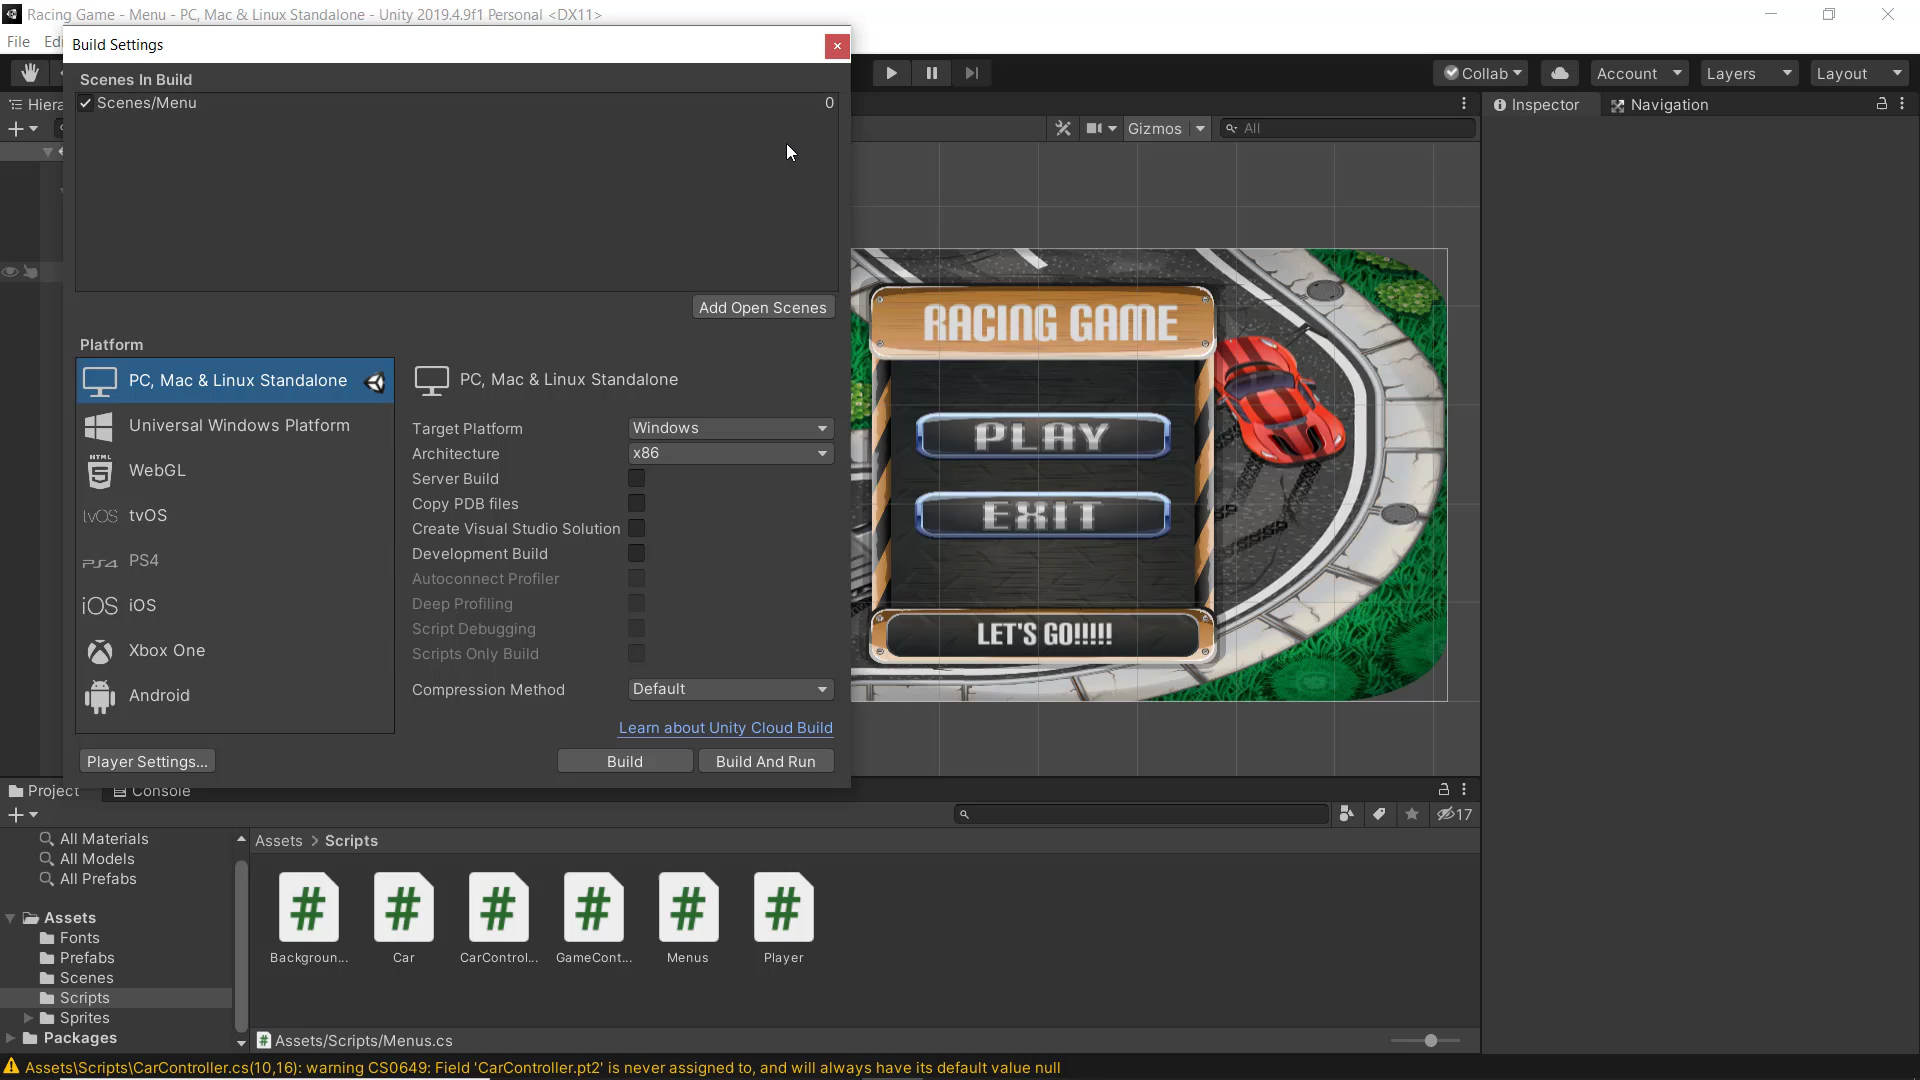 Racing Game - Menu - PC, Mac & Linux Standalone - Unity 2019.4.9f1 Personal <DX11>
File
Build Settings
Scenes In Build
Scenes/Menu 0
Add Open Scenes
Platform
PC, Mac & Linux Standalone
Universal Windows Platform
HTML
WebGL
tvOS tvOS
PS4 PS4
iOS iOS
Xbox One
Android
PC, Mac & Linux Standalone
Target Platform Windows
Architecture x86
Server Build
Copy PDB files
Create Visual Studio Solution
Development Build
Autoconnect Profiler
Deep Profiling
Script Debugging
Scripts Only Build
Compression Method Default
Learn about Unity Cloud Build
Player Settings...
Build
Build And Run
Collab
Account
Layers
Layout
Gizmos
All
Inspector
Navigation
RACING GAME
PLAY
EXIT
LET'S GO!!!!!
Project
Console
17
All Materials
All Models
All Prefabs
Assets
Fonts
Prefabs
Scenes
Scripts
Sprites
Packages
Assets > Scripts
Backgroun...
Car
CarControl...
GameCont...
Menus
Player
Assets/Scripts/Menus.cs
Assets\Scripts\CarController.cs(10,16): warning CS0649: Field 'CarController.pt2' is never assigned to, and will always have its default value null